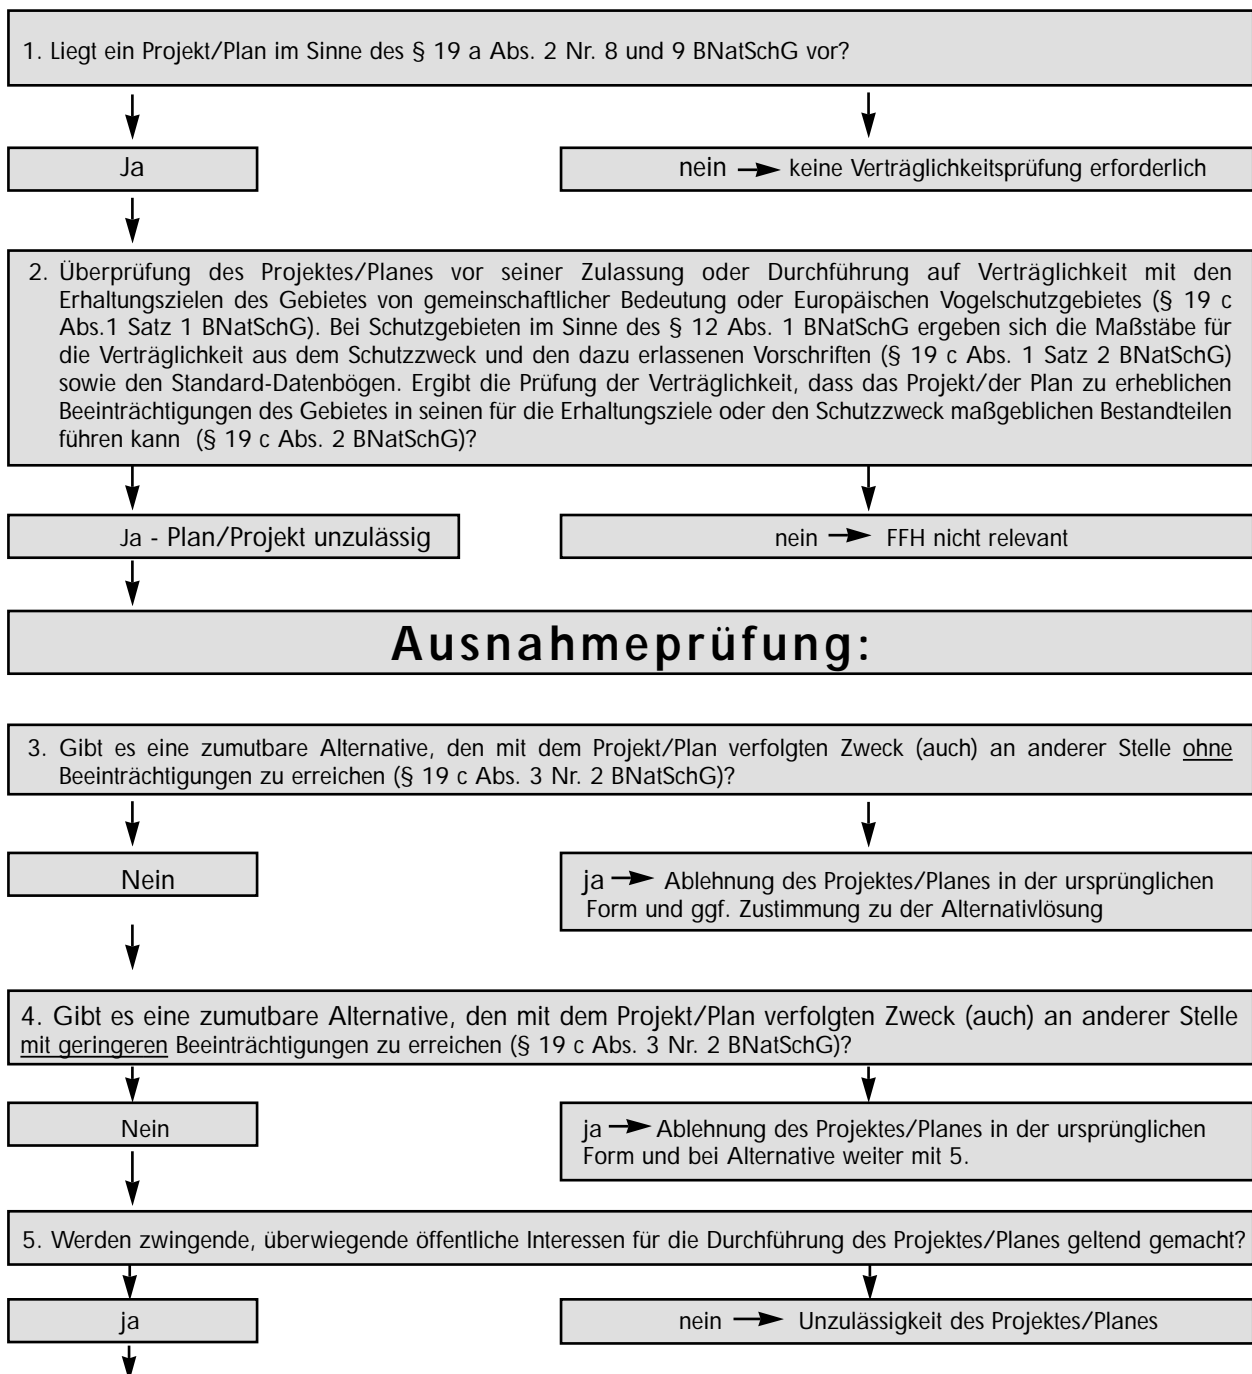 1. Liegt ein Projekt/Plan im Sinne des § 19 a Abs. 2 Nr. 8 und 9 BNatSchG vor?
Ja
nein → keine Verträglichkeitsprüfung erforderlich
2. Überprüfung des Projektes/Planes vor seiner Zulassung oder Durchführung auf Verträglichkeit mit den
Erhaltungszielen des Gebietes von gemeinschaftlicher Bedeutung oder Europäischen Vogelschutzgebietes (§ 19 c
Abs.1 Satz 1 BNatSchG). Bei Schutzgebieten im Sinne des § 12 Abs. 1 BNatSchG ergeben sich die Maßstäbe für
die Verträglichkeit aus dem Schutzzweck und den dazu erlassenen Vorschriften (§ 19 c Abs. 1 Satz 2 BNatSchG)
sowie den Standard-Datenbögen. Ergibt die Prüfung der Verträglichkeit, dass das Projekt/der Plan zu erheblichen
Beeinträchtigungen des Gebietes in seinen für die Erhaltungsziele oder den Schutzzweck maßgeblichen Bestandteilen
führen kann (§ 19 c Abs. 2 BNatSchG)?
Ja - Plan/Projekt unzulässig
nein → FFH nicht relevant
Ausnahmeprüfung:
3. Gibt es eine zumutbare Alternative, den mit dem Projekt/Plan verfolgten Zweck (auch) an anderer Stelle ohne
Beeinträchtigungen zu erreichen (§ 19 c Abs. 3 Nr. 2 BNatSchG)?
Nein
ja → Ablehnung des Projektes/Planes in der ursprünglichen
Form und ggf. Zustimmung zu der Alternativlösung
4. Gibt es eine zumutbare Alternative, den mit dem Projekt/Plan verfolgten Zweck (auch) an anderer Stelle
mit geringeren Beeinträchtigungen zu erreichen (§ 19 c Abs. 3 Nr. 2 BNatSchG)?
Nein
ja → Ablehnung des Projektes/Planes in der ursprünglichen
Form und bei Alternative weiter mit 5.
5. Werden zwingende, überwiegende öffentliche Interessen für die Durchführung des Projektes/Planes geltend gemacht?
ja
nein → Unzulässigkeit des Projektes/Planes